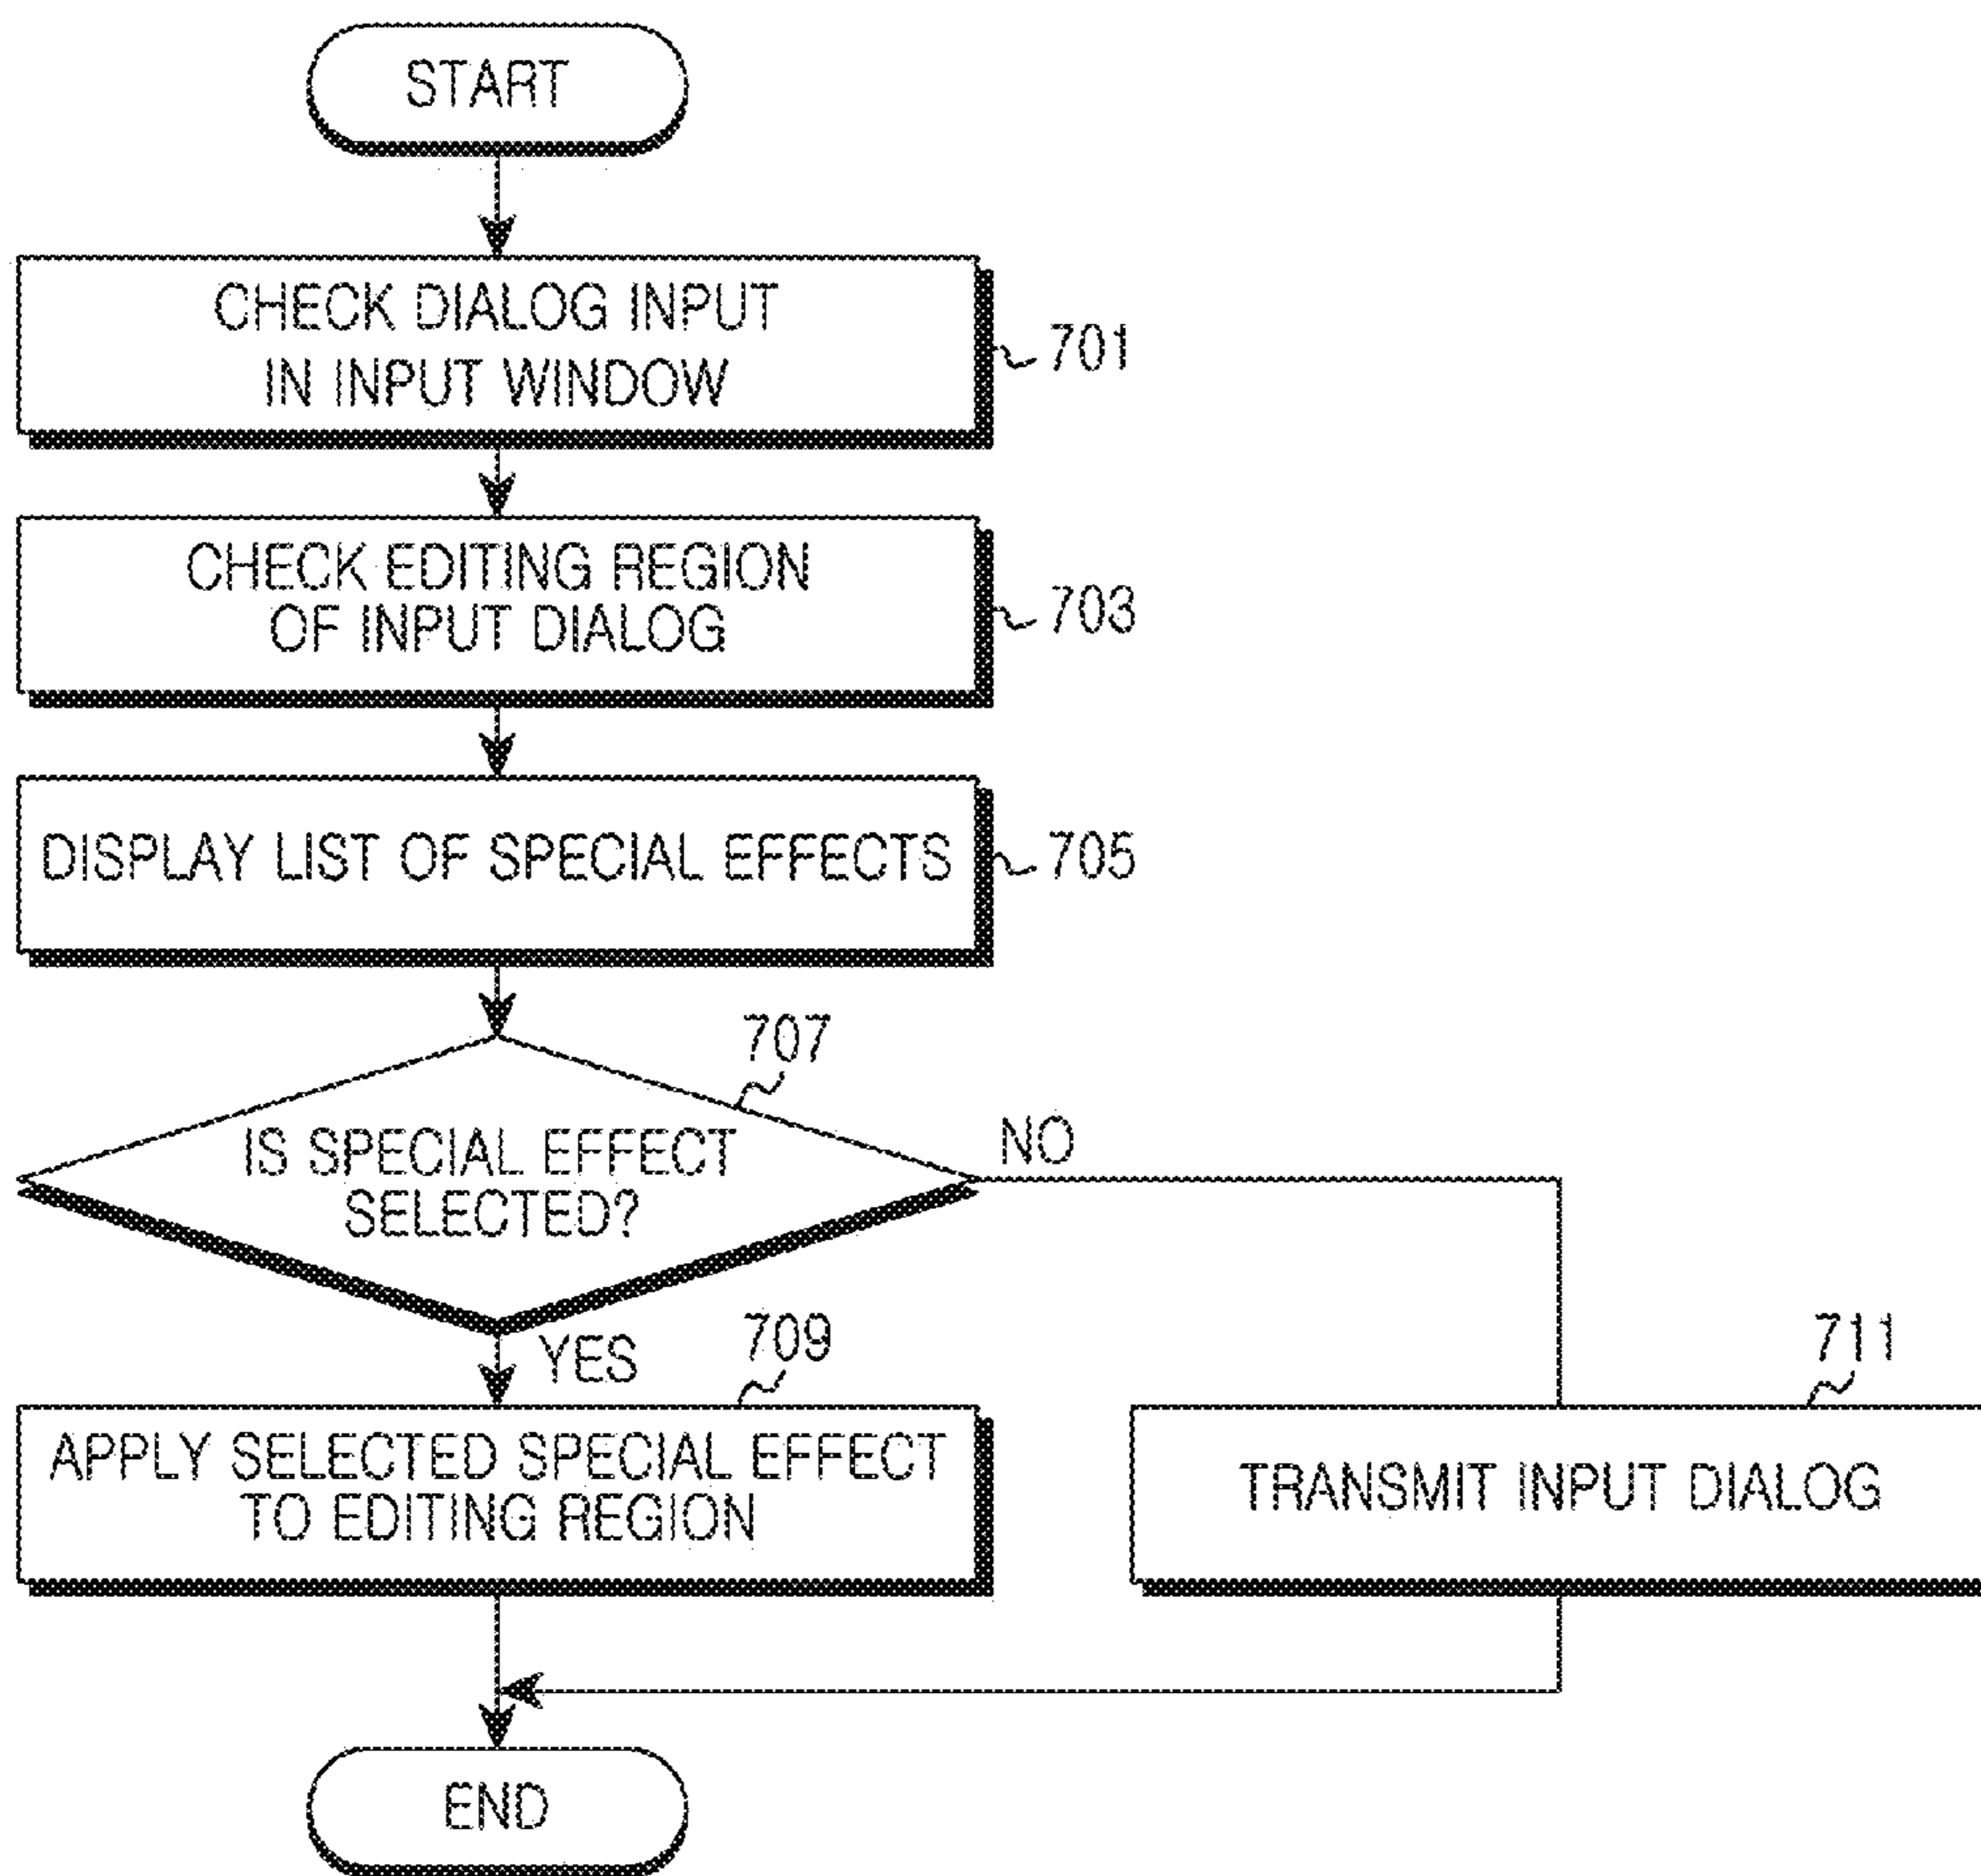 START
CHECK DIALOG INPUT
IN INPUT WINDOW
701
CHECK EDITING REGION
OF INPUT DIALOG
703
DISPLAY LIST OF SPECIAL EFFECTS
705
707
IS SPECIAL EFFECT
SELECTED?
NO
YES
709
APPLY SELECTED SPECIAL EFFECT
TO EDITING REGION
711
TRANSMIT INPUT DIALOG
END